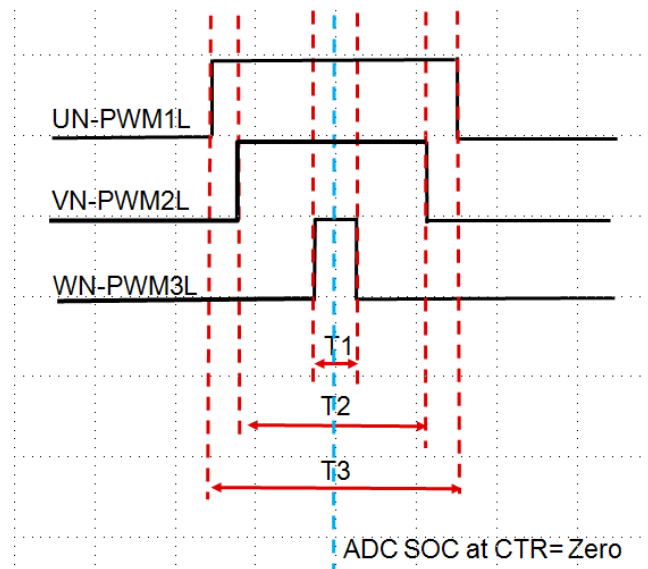 UN-PWM1L
VN-PWM2L
WN-PWM3L
T1
T2
T3
ADC SOC at CTR= Zero